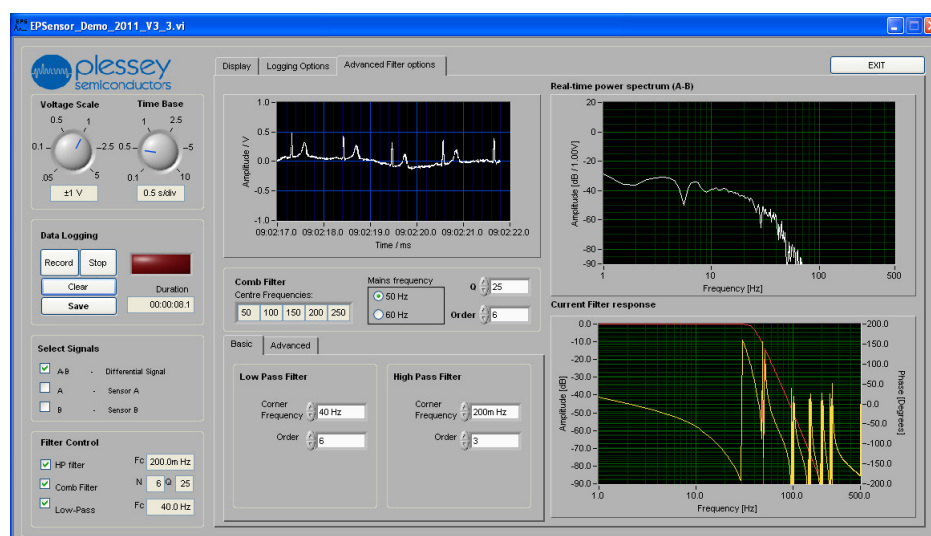 EPSensor_Demo_2011_V3_3.vi
plessey
semiconductors
Display
Logging Options
Advanced Filter options
EXIT
Voltage Scale
0.5
1
0.1
2.5
.05
5
±1 V
Time Base
1
2.5
0.5
5
0.1
10
0.5 s/div
Data Logging
Record
Stop
Clear
Save
Duration
00:00:08.1
Select Signals
A-B - Differential Signal
A - Sensor A
B - Sensor B
Filter Control
HP filter
Fc
200.0m Hz
Comb Filter
N
6
Q
25
Low-Pass
Fc
40.0 Hz
1.0
0.5
0.0
-0.5
-1.0
Amplitude / V
09:02:17.0 09:02:18.0 09:02:19.0 09:02:20.0 09:02:21.0 09:02:22.0
Time / ms
Comb Filter
Centre Frequencies:
50 100 150 200 250
Mains frequency
50 Hz
60 Hz
Q
25
Order
6
Basic
Advanced
Low Pass Filter
Corner
Frequency
40 Hz
Order
6
High Pass Filter
Corner
Frequency
200m Hz
Order
3
Real-time power spectrum (A-B)
20
0
-20
-40
-60
-80
-90
Amplitude [dB / 1.00V]
1 10 100 500
Frequency [Hz]
Current Filter response
0.0
-10.0
-20.0
-30.0
-40.0
-50.0
-60.0
-70.0
-80.0
-90.0
Amplitude [dB]
200.0
150.0
100.0
50.0
0.0
-50.0
-100.0
-150.0
-200.0
Phase [Degrees]
1.0 10.0 100.0 500.0
Frequency [Hz]